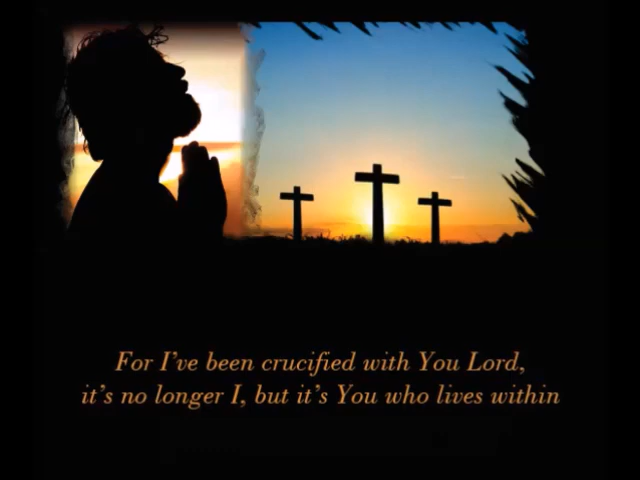 For I've been crucified with You Lord,
it's no longer I, but it's You who lives within